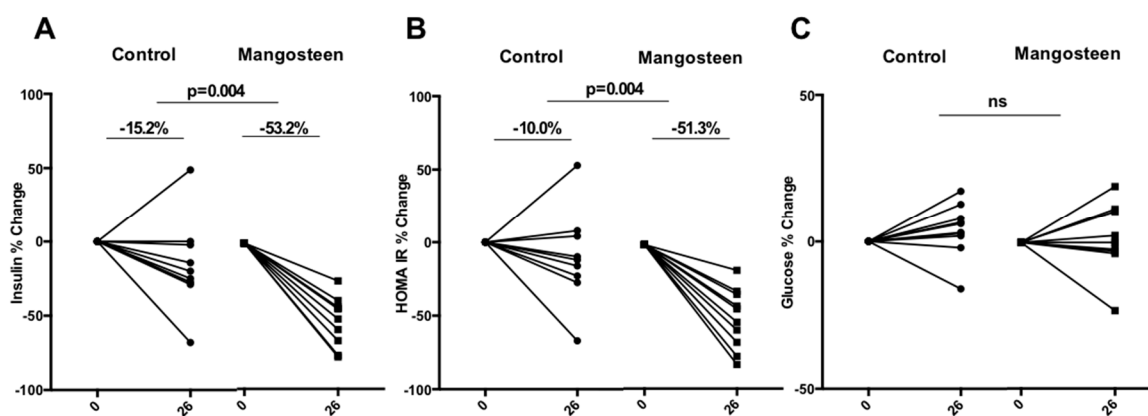 A
Control
Mangosteen
p=0.004
-15.2%
-53.2%
100
50
0
-50
-100
Insulin % Change
0
26
0
26
B
Control
Mangosteen
p=0.004
-10.0%
-51.3%
100
50
0
-50
-100
HOMA IR % Change
0
26
0
26
C
Control
Mangosteen
ns
50
0
-50
Glucose % Change
0
26
0
26